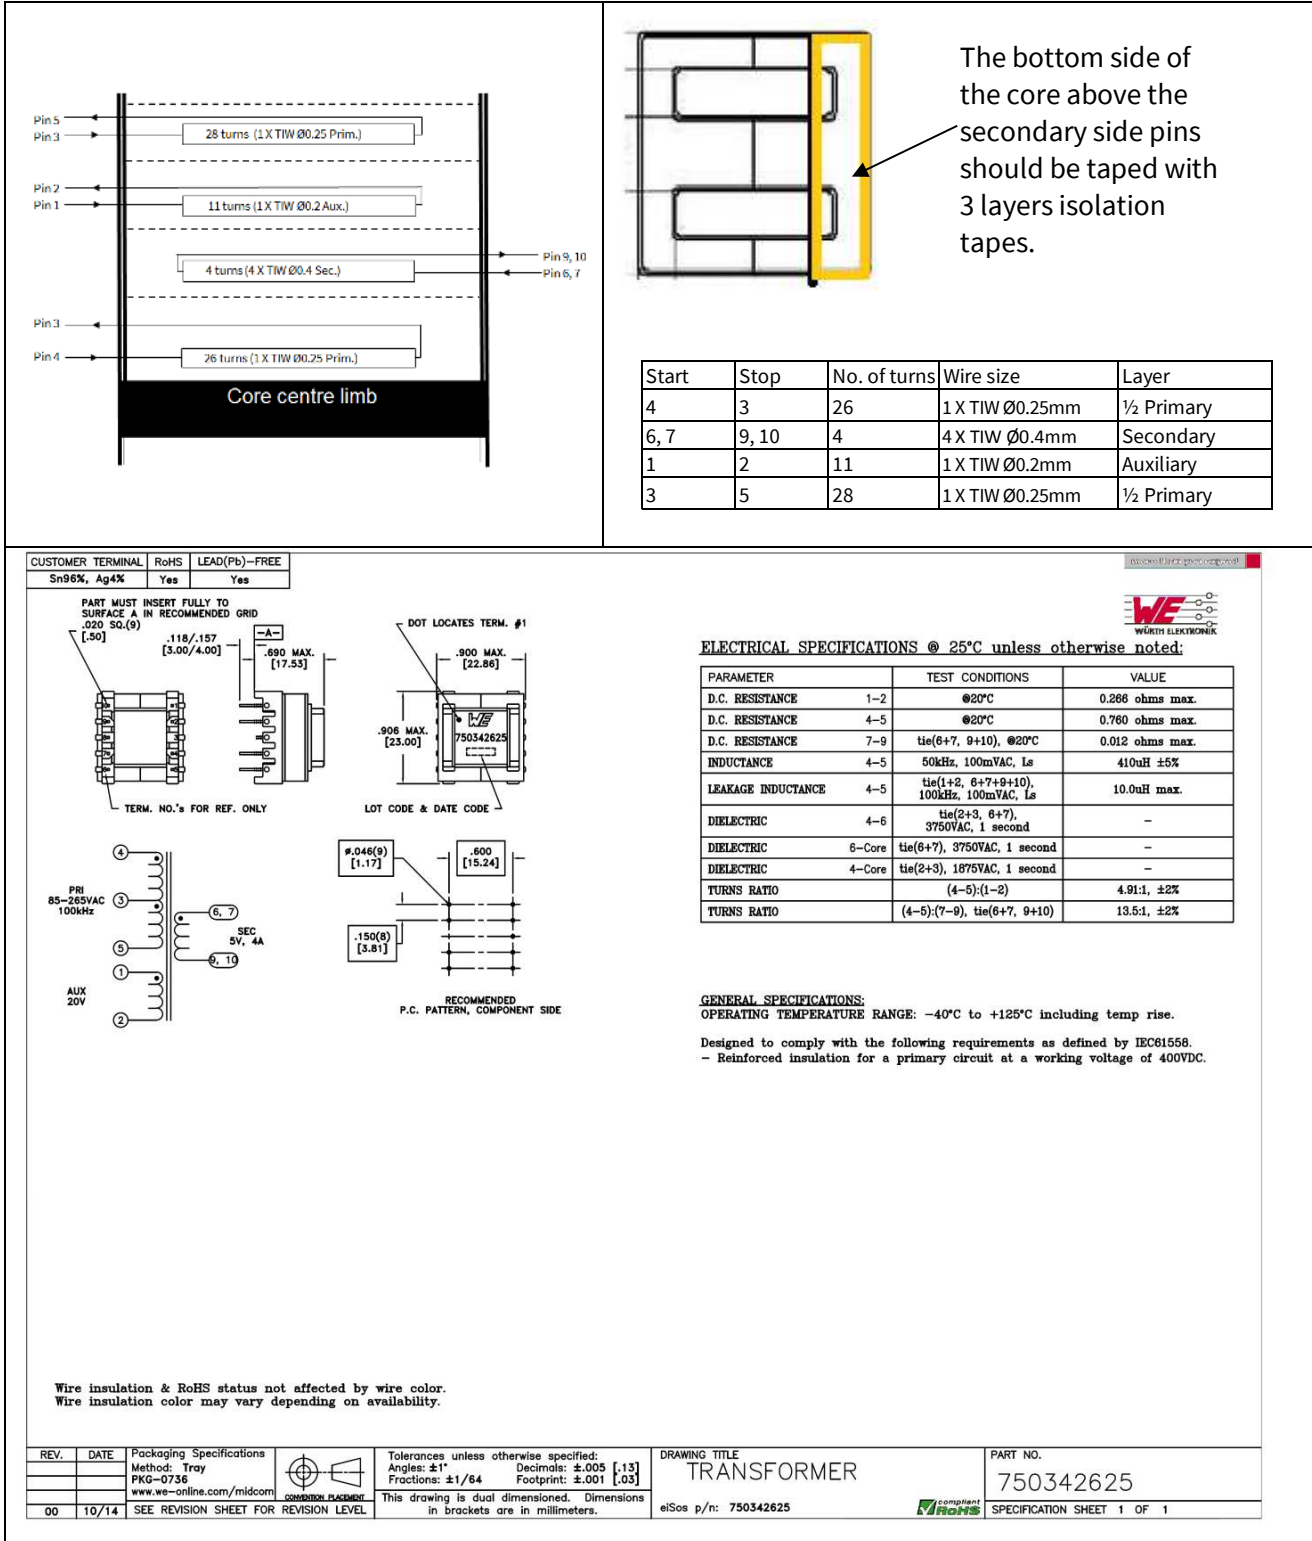 Pin 5
Pin 3
28 turns (1 X TIW Ø0.25 Prim.)
Pin 2
Pin 1
11 turns (1 X TIW Ø0.2 Aux.)
4 turns (4 X TIW Ø0.4 Sec.)
Pin 9, 10
Pin 6, 7
Pin 3
Pin 4
26 turns (1 X TIW Ø0.25 Prim.)
Core centre limb
The bottom side of
the core above the
secondary side pins
should be taped with
3 layers isolation
tapes.
Start Stop No. of turns Wire size Layer
4 3 26 1 X TIW Ø0.25mm ½ Primary
6, 7 9, 10 4 4 X TIW Ø0.4mm Secondary
1 2 11 1 X TIW Ø0.2mm Auxiliary
3 5 28 1 X TIW Ø0.25mm ½ Primary
CUSTOMER TERMINAL RoHS LEAD(Pb)-FREE
Sn96%, Ag4% Yes Yes
PART MUST INSERT FULLY TO
SURFACE A IN RECOMMENDED GRID
.020 SQ.(9)
[.50]
.118/.157
[3.00/4.00]
-A-
.690 MAX.
[17.53]
TERM. NO.'s FOR REF. ONLY
DOT LOCATES TERM. #1
.900 MAX.
[22.86]
.906 MAX.
[23.00]
WE
750342625
LOT CODE & DATE CODE
4
3
5
1
2
PRI
85-265VAC
100kHz
AUX
20V
6, 7
SEC
5V, 4A
9, 10
ø.046(9)
[1.17]
.600
[15.24]
.150(8)
[3.81]
RECOMMENDED
P.C. PATTERN, COMPONENT SIDE
WE
WÜRTH ELEKTRONIK
ELECTRICAL SPECIFICATIONS @ 25°C unless otherwise noted:
PARAMETER TEST CONDITIONS VALUE
D.C. RESISTANCE 1-2 @20°C 0.266 ohms max.
D.C. RESISTANCE 4-5 @20°C 0.760 ohms max.
D.C. RESISTANCE 7-9 tie(6+7, 9+10), @20°C 0.012 ohms max.
INDUCTANCE 4-5 50kHz, 100mVAC, Ls 410uH ±5%
LEAKAGE INDUCTANCE 4-5 tie(1+2, 6+7+9+10),
100kHz, 100mVAC, Ls 10.0uH max.
DIELECTRIC 4-6 tie(2+3, 6+7),
3750VAC, 1 second -
DIELECTRIC 6-Core tie(6+7), 3750VAC, 1 second -
DIELECTRIC 4-Core tie(2+3), 1875VAC, 1 second -
TURNS RATIO (4-5):(1-2) 4.91:1, ±2%
TURNS RATIO (4-5):(7-9), tie(6+7, 9+10) 13.5:1, ±2%
GENERAL SPECIFICATIONS:
OPERATING TEMPERATURE RANGE: -40°C to +125°C including temp rise.
Designed to comply with the following requirements as defined by IEC61558.
- Reinforced insulation for a primary circuit at a working voltage of 400VDC.
Wire insulation & RoHS status not affected by wire color.
Wire insulation color may vary depending on availability.
REV. DATE
00 10/14
Packaging Specifications
Method: Tray
PKG-0736
www.we-online.com/midcom
CONVENTION PLACEMENT
SEE REVISION SHEET FOR REVISION LEVEL
Tolerances unless otherwise specified:
Angles: ±1° Decimals: ±.005 [.13]
Fractions: ±1/64 Footprint: ±.001 [.03]
This drawing is dual dimensioned. Dimensions
in brackets are in millimeters.
DRAWING TITLE
TRANSFORMER
eiSos p/n: 750342625
compliant
RoHS
PART NO.
750342625
SPECIFICATION SHEET 1 OF 1